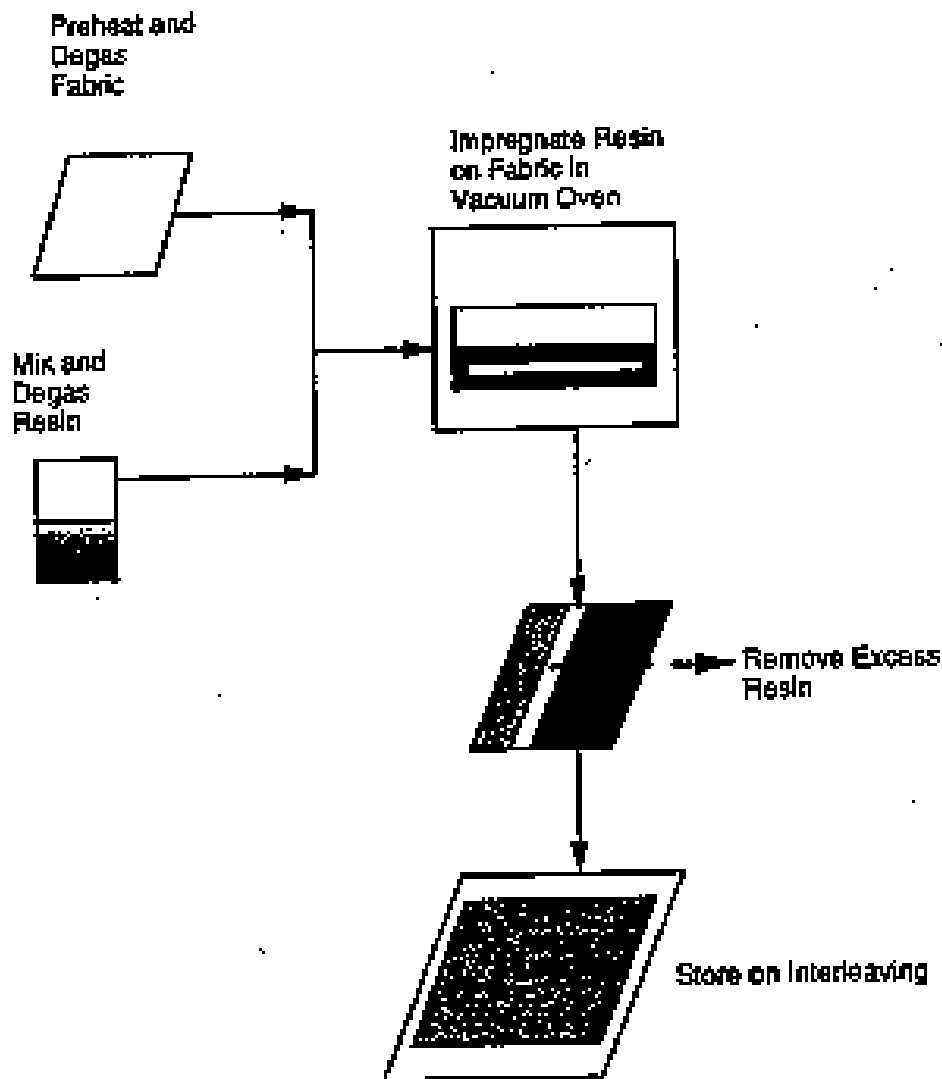 Preheat and
Degas
Fabric
Impregnate Resin
on Fabric in
Vacuum Oven
Mix and
Degas
Resin
Remove Excess
Resin
Store on Interleaving